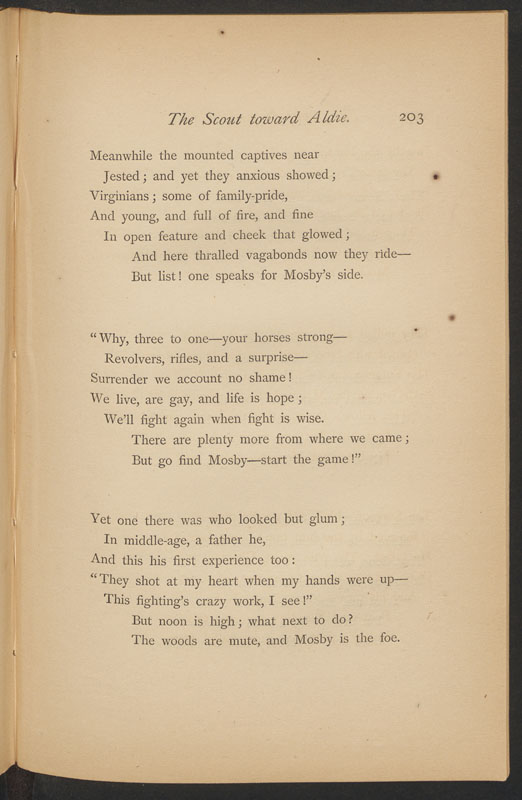 The Scout toward Aldie. 203
Meanwhile the mounted captives near
Jested; and yet they anxious showed;
Virginians; some of family-pride,
And young, and full of fire, and fine
In open feature and cheek that glowed;
And here thralled vagabonds now they ride—
But list! one speaks for Mosby's side.
"Why, three to one—your horses strong—
Revolvers, rifles, and a surprise—
Surrender we account no shame!
We live, are gay, and life is hope;
We'll fight again when fight is wise.
There are plenty more from where we came;
But go find Mosby—start the game!"
Yet one there was who looked but glum;
In middle-age, a father he,
And this his first experience too:
"They shot at my heart when my hands were up—
This fighting's crazy work, I see!"
But noon is high; what next to do?
The woods are mute, and Mosby is the foe.